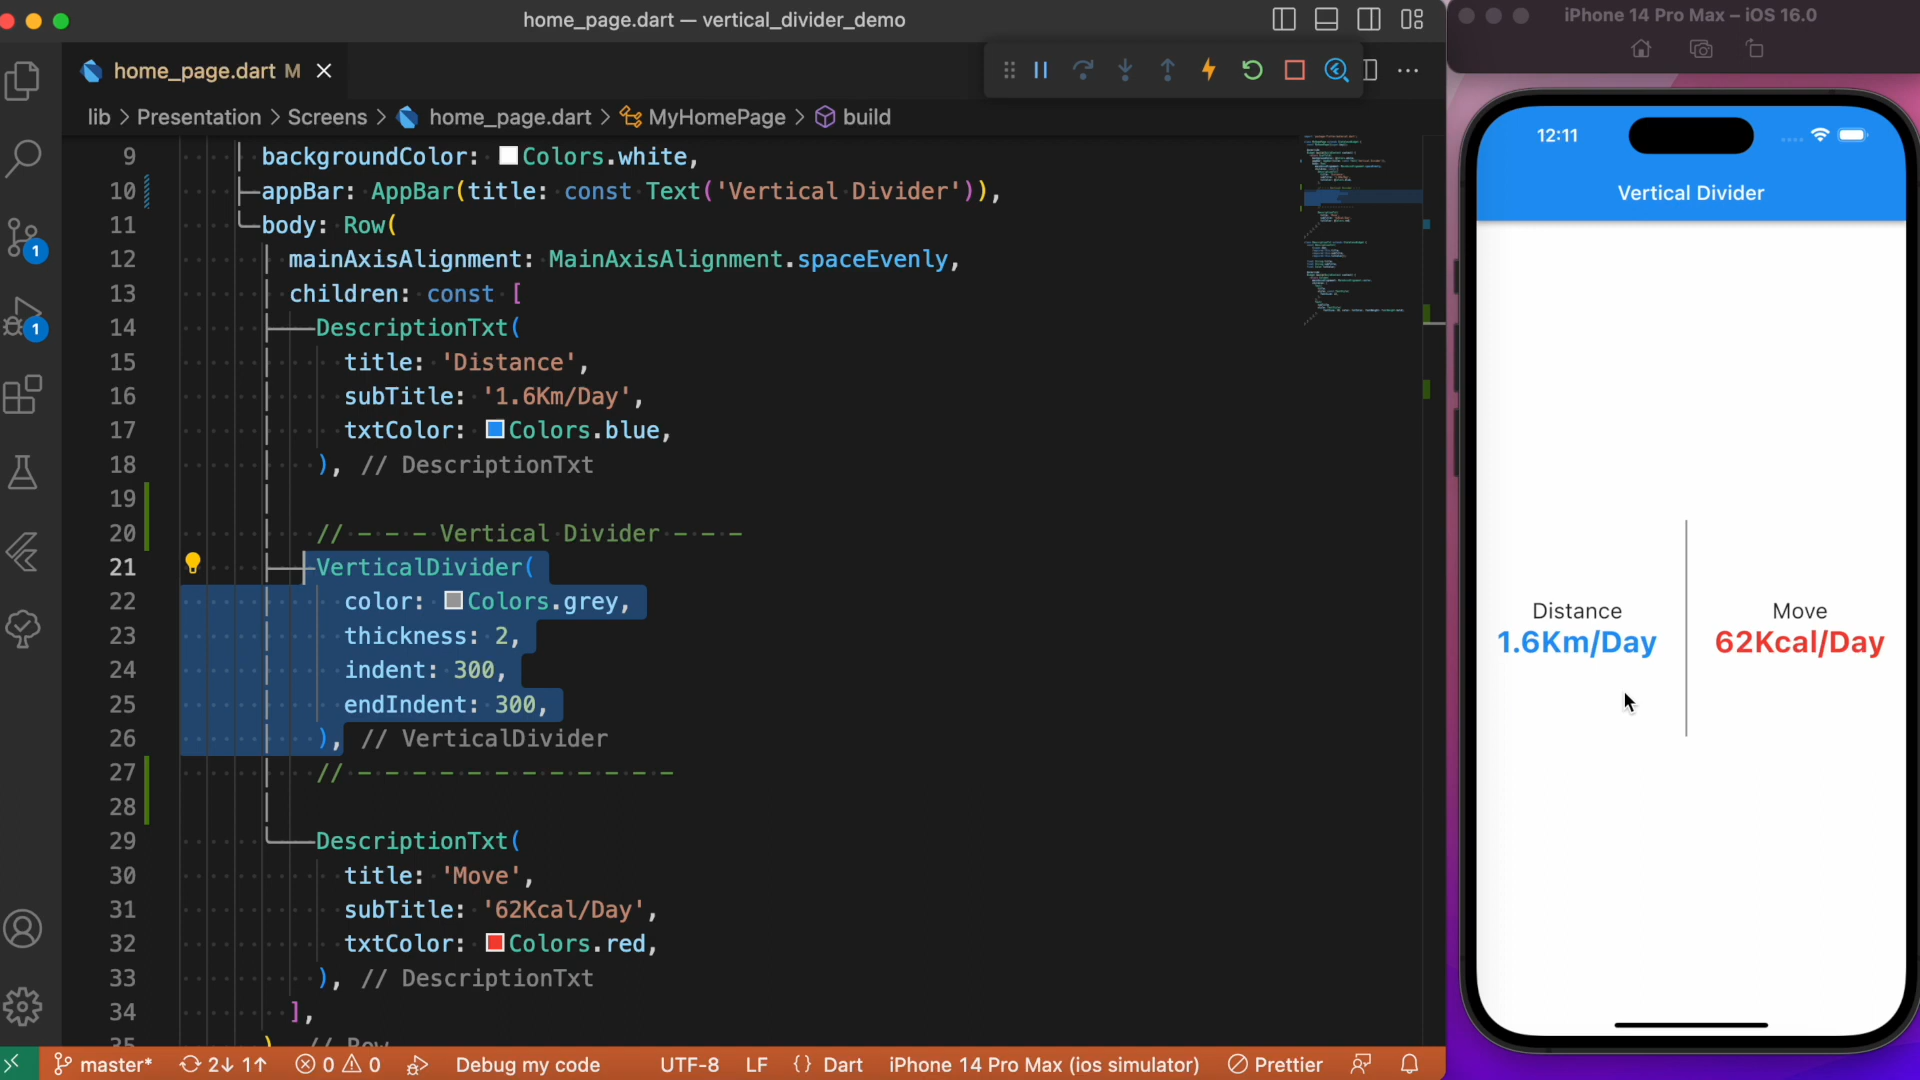 home_page.dart — vertical_divider_demo
home_page.dart M
lib > Presentation > Screens > home_page.dart > MyHomePage > build
9 backgroundColor: Colors.white,
10 appBar: AppBar(title: const Text('Vertical Divider')),
11 body: Row(
12 mainAxisAlignment: MainAxisAlignment.spaceEvenly,
13 children: const [
14 DescriptionTxt(
15 title: 'Distance',
16 subTitle: '1.6Km/Day',
17 txtColor: Colors.blue,
18 ), // DescriptionTxt
19
20 // - - - Vertical Divider - - -
21 VerticalDivider(
22 color: Colors.grey,
23 thickness: 2,
24 indent: 300,
25 endIndent: 300,
26 ), // VerticalDivider
27 // - - - - - - - - - - - -
28
29 DescriptionTxt(
30 title: 'Move',
31 subTitle: '62Kcal/Day',
32 txtColor: Colors.red,
33 ), // DescriptionTxt
34 ],
35 ) // Row
1
1
master* 2↓ 1↑ 0 0 Debug my code UTF-8 LF {} Dart iPhone 14 Pro Max (ios simulator) Prettier
iPhone 14 Pro Max – iOS 16.0
12:11
Vertical Divider
Distance
1.6Km/Day
Move
62Kcal/Day